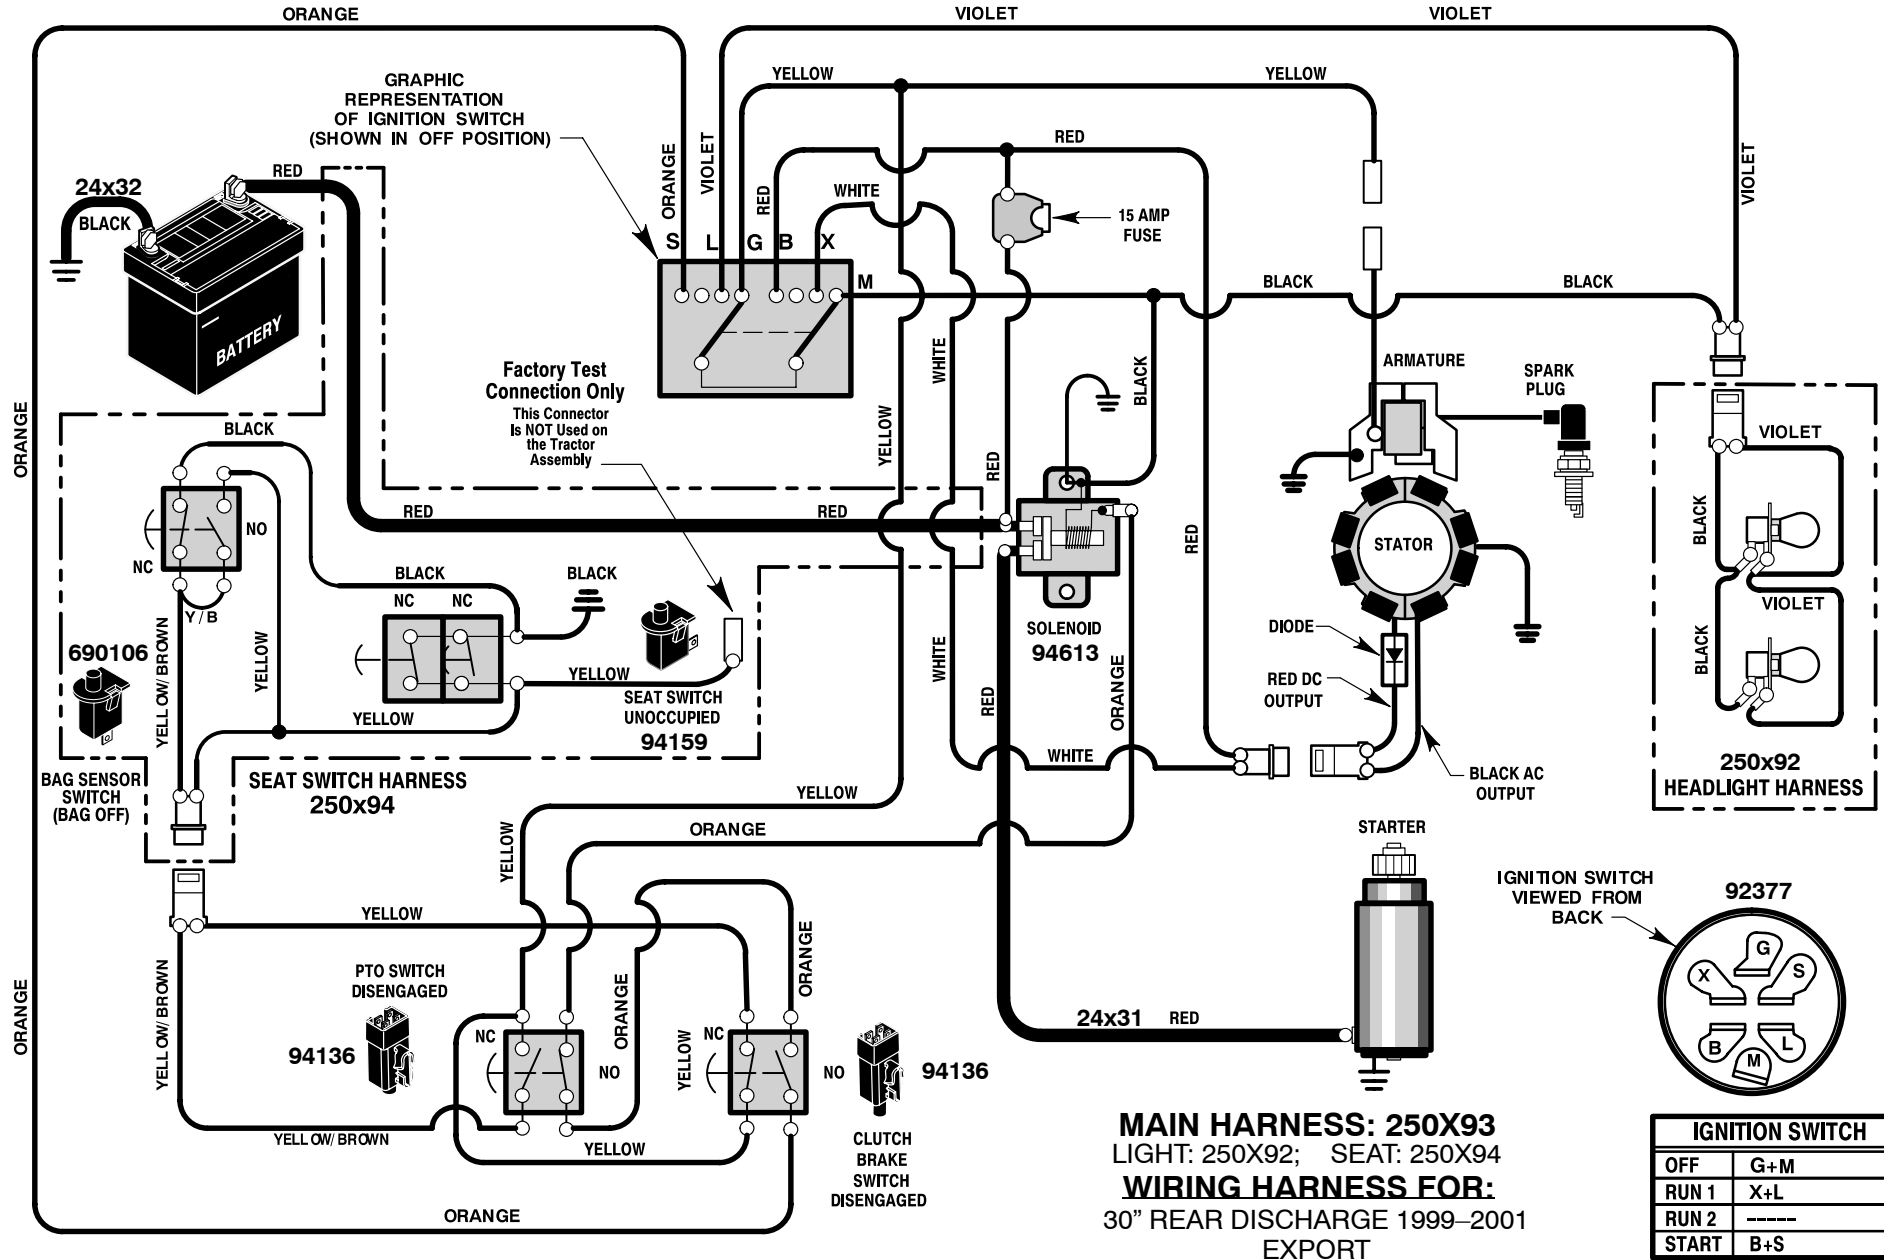 ORANGE
VIOLET
VIOLET
GRAPHIC
REPRESENTATION
OF IGNITION SWITCH
(SHOWN IN OFF POSITION)
YELLOW
YELLOW
RED
24x32
BLACK
RED
ORANGE
VIOLET
RED
WHITE
VIOLET
15 AMP
FUSE
S
L
G
B
X
M
BLACK
BLACK
BATTERY
Factory Test
Connection Only
This Connector
Is NOT Used on
the Tractor
Assembly
WHITE
BLACK
ARMATURE
SPARK
PLUG
ORANGE
BLACK
YELLOW
RED
VIOLET
BLACK
NO
NC
RED
RED
RED
STATOR
BLACK
NC NC
BLACK
Y / B
VIOLET
YELLOW/BROWN
690106
YELLOW
YELLOW
YELLOW
SEAT SWITCH
UNOCCUPIED
94159
SOLENOID
94613
WHITE
RED
ORANGE
DIODE
RED DC
OUTPUT
BLACK
BAG SENSOR
SWITCH
(BAG OFF)
SEAT SWITCH HARNESS
250x94
WHITE
BLACK AC
OUTPUT
250x92
HEADLIGHT HARNESS
YELLOW
ORANGE
YELLOW
STARTER
IGNITION SWITCH
VIEWED FROM
BACK
92377
YELLOW
ORANGE
G
X
S
B
L
M
ORANGE
YELLOW/BROWN
PTO SWITCH
DISENGAGED
94136
NC
NO
ORANGE
YELLOW
NC
NO
94136
24x31 RED
YELLOW/BROWN
YELLOW
CLUTCH
BRAKE
SWITCH
DISENGAGED
ORANGE
MAIN HARNESS: 250X93
LIGHT: 250X92; SEAT: 250X94
WIRING HARNESS FOR:
30” REAR DISCHARGE 1999–2001
EXPORT
IGNITION SWITCH
OFF G+M
RUN 1 X+L
RUN 2 -----
START B+S